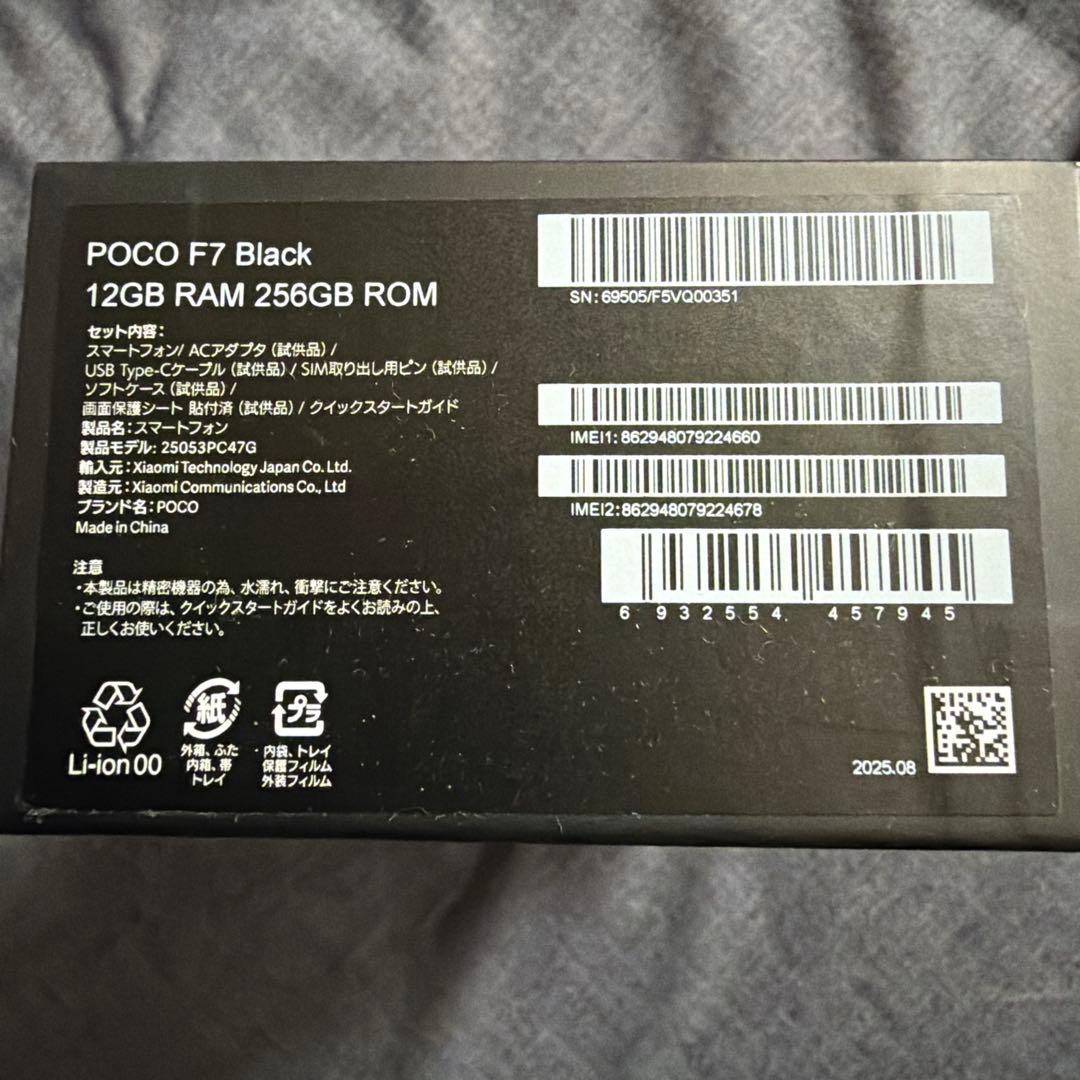 POCO F7 Black
12GB RAM 256GB ROM
セット内容:
スマートフォン/ ACアダプタ (試供品) /
USB Type-Cケーブル (試供品) / SIM取り出し用ピン (試供品) /
ソフトケース (試供品) /
画面保護シート 貼付済 (試供品) / クイックスタートガイド
製品名:スマートフォン
製品モデル: 25053PC47G
輸入元:Xiaomi Technology Japan Co. Ltd.
製造元:Xiaomi Communications Co., Ltd
ブランド名:POCO
Made in China
注意
・本製品は精密機器の為、水濡れ、衝撃にご注意ください。
・ご使用の際は、クイックスタートガイドをよくお読みの上、
正しくお使いください。
Li-ion 00
紙
外箱、ふた
内箱、帯
トレイ
プラ
内袋、トレイ
保護フィルム
外装フィルム
SN: 69505/F5VQ00351
IMEI1: 862948079224660
IMEI2: 862948079224678
6 932554 457945
2025.08